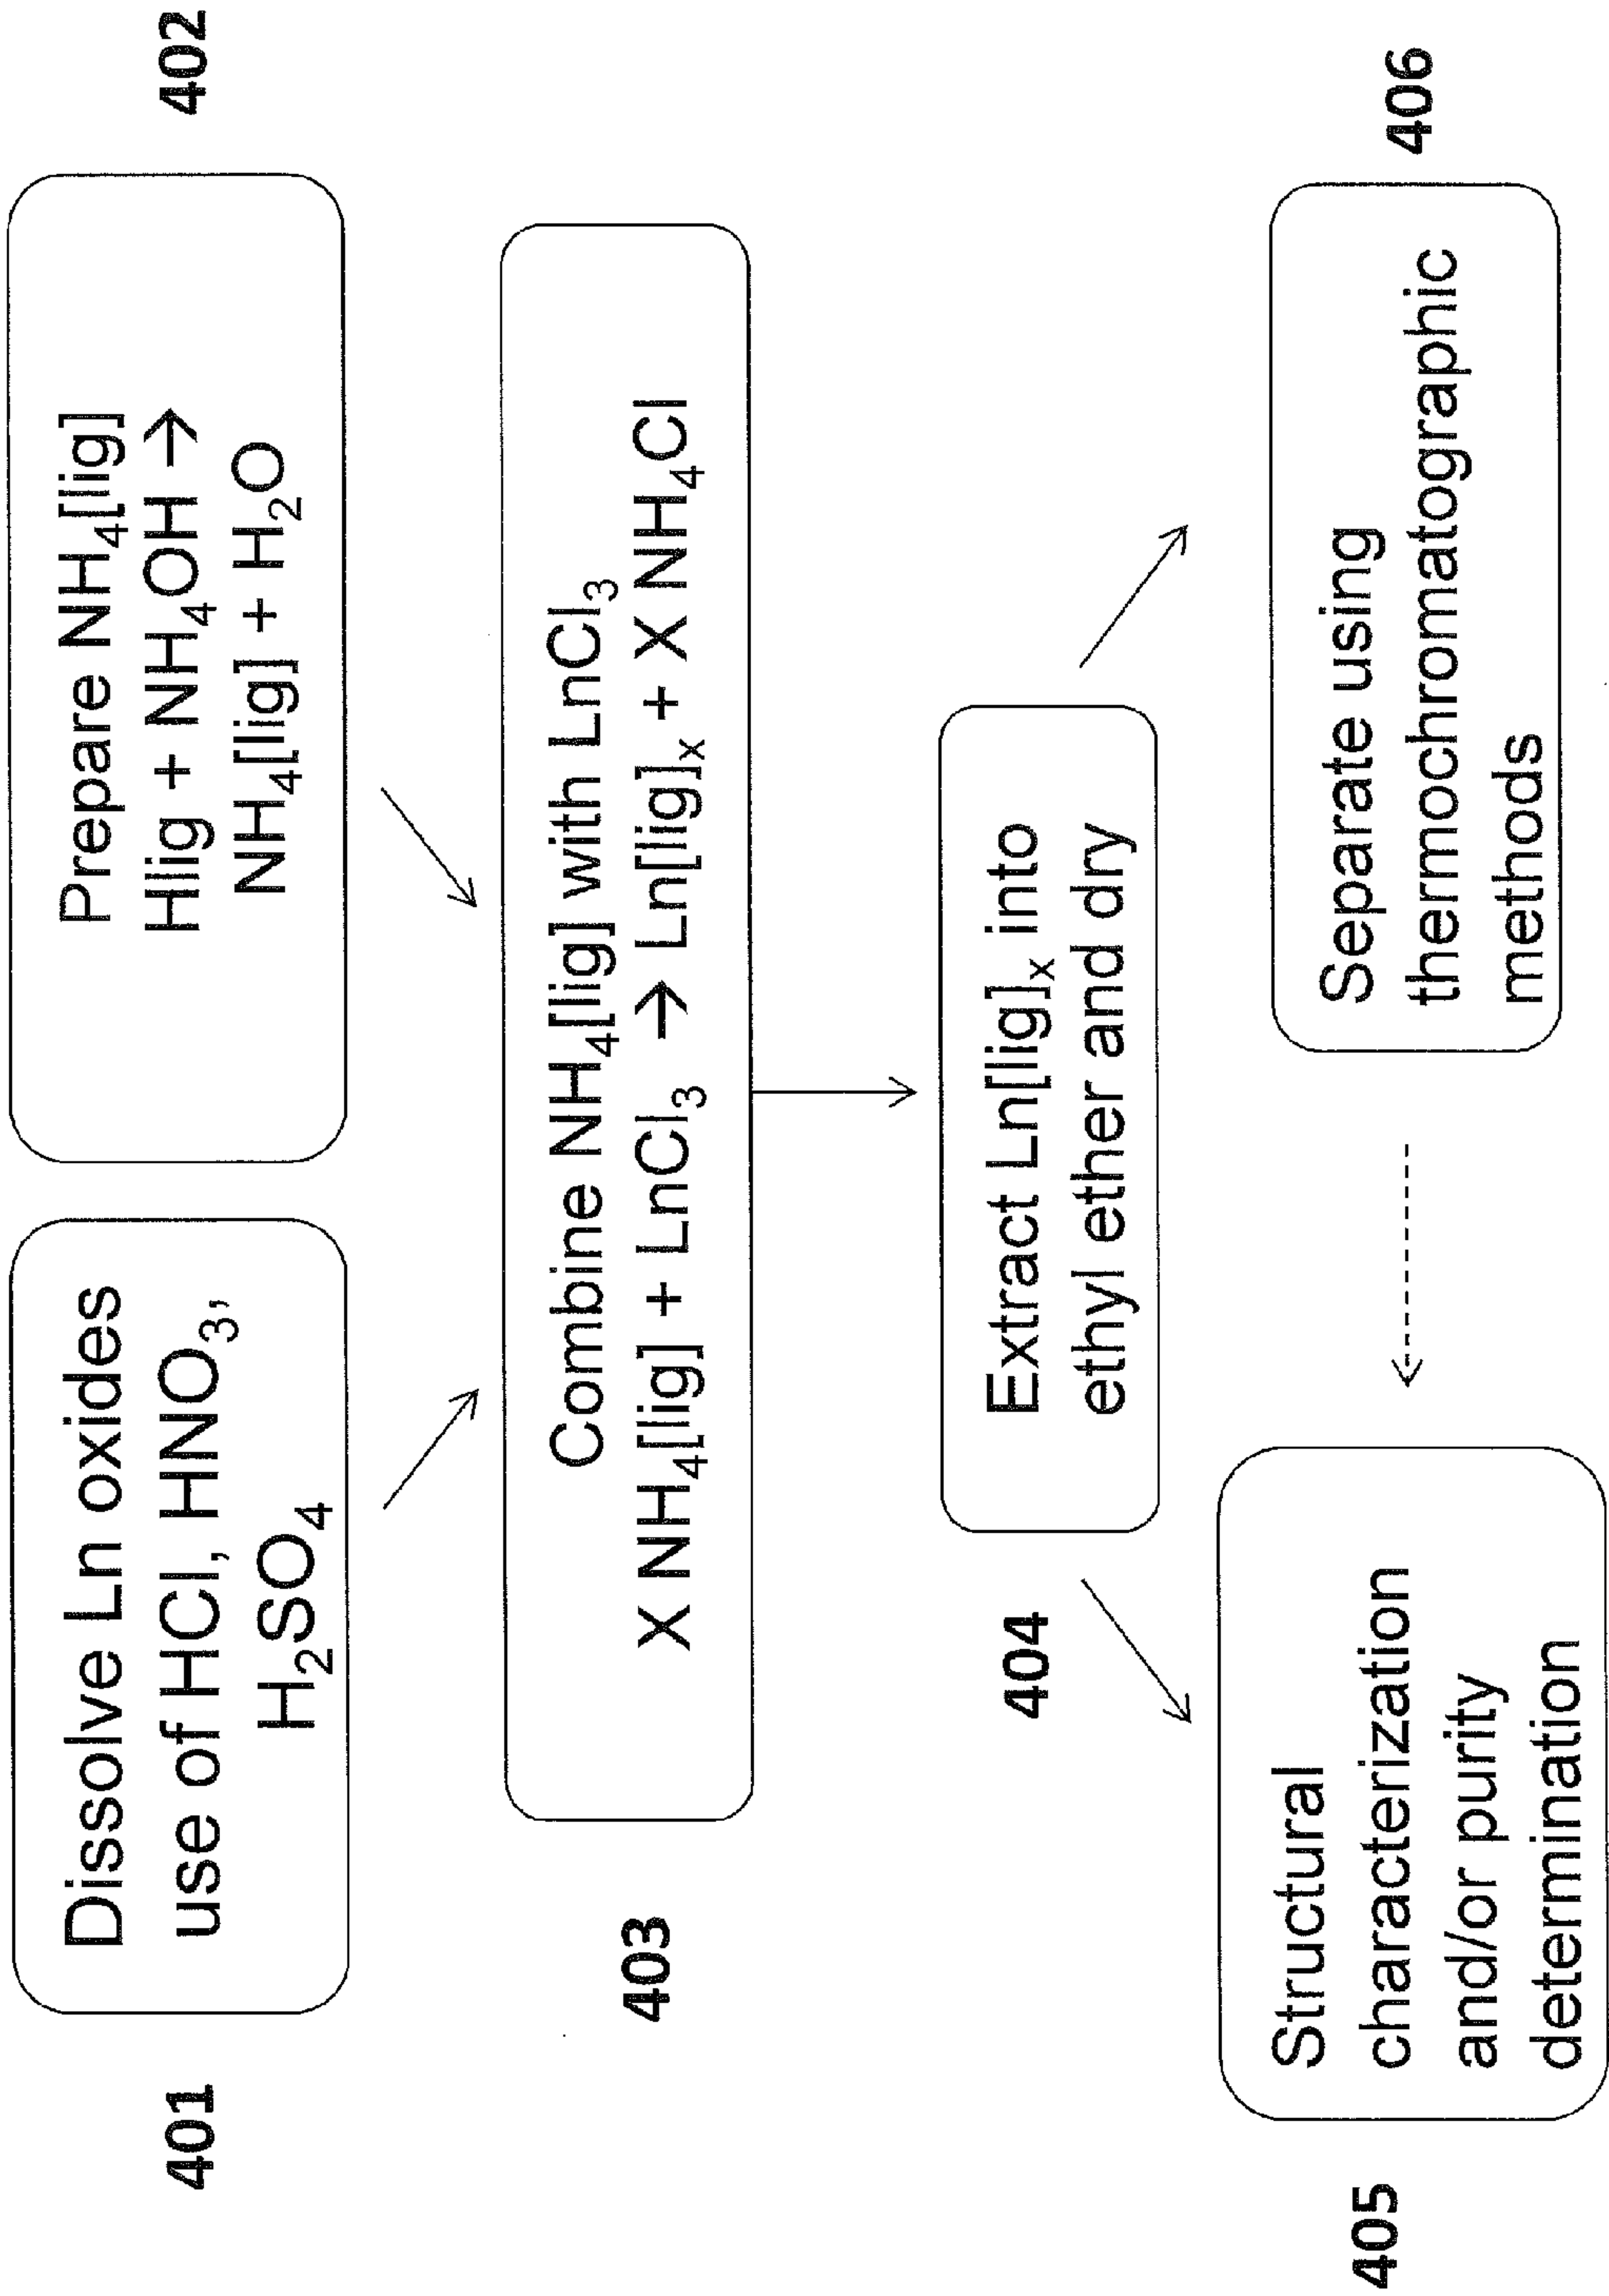 401
Dissolve Ln oxides
use of HCl, HNO₃,
H₂SO₄
Prepare NH₄[lig]
Hlig + NH₄OH →
NH₄[lig] + H₂O
402
403
Combine NH₄[lig] with LnCl₃
X NH₄[lig] + LnCl₃ → Ln[lig]ₓ + X NH₄Cl
404
Extract Ln[lig]ₓ into
ethyl ether and dry
405
Structural
characterization
and/or purity
determination
Separate using
thermochromatographic
methods
406